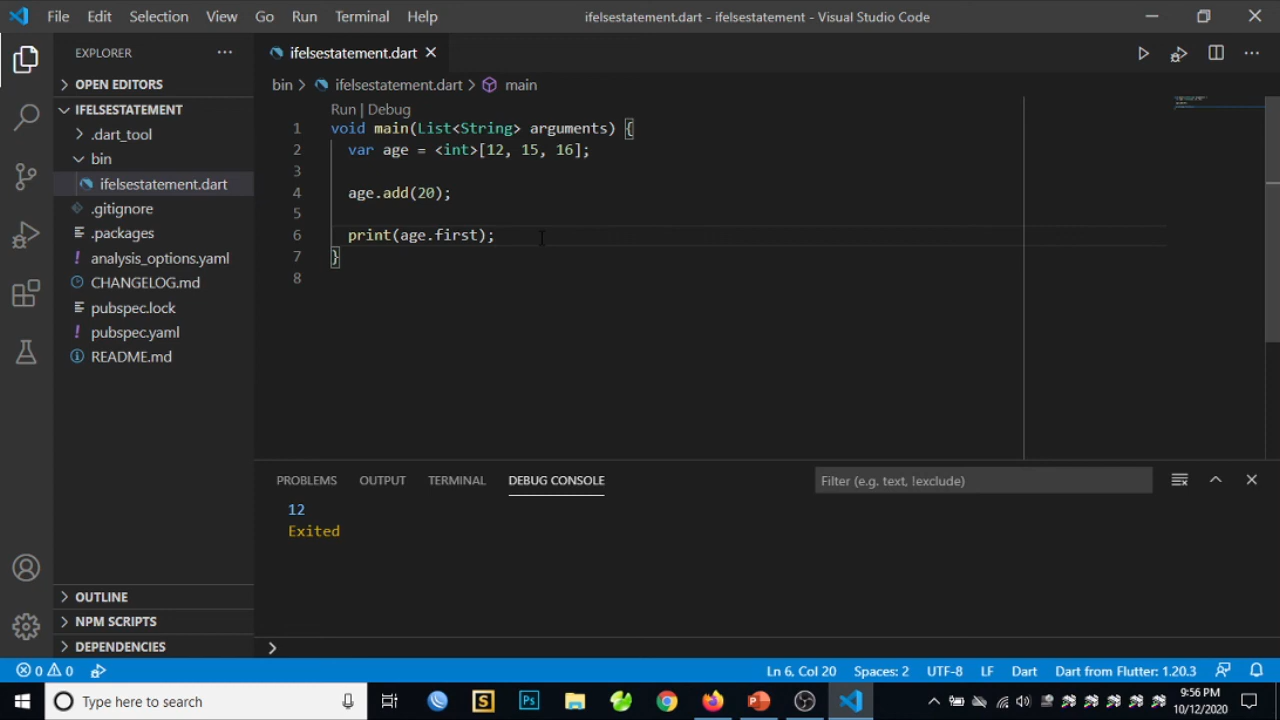 File Edit Selection View Go Run Terminal Help
ifelsestatement.dart - ifelsestatement - Visual Studio Code
EXPLORER
OPEN EDITORS
IFELSESTATEMENT
.dart_tool
bin
ifelsestatement.dart
.gitignore
.packages
analysis_options.yaml
CHANGELOG.md
pubspec.lock
pubspec.yaml
README.md
OUTLINE
NPM SCRIPTS
DEPENDENCIES
ifelsestatement.dart
bin > ifelsestatement.dart > main
Run | Debug
1 void main(List<String> arguments) {
2 var age = <int>[12, 15, 16];
3
4 age.add(20);
5
6 print(age.first);
7 }
8
PROBLEMS OUTPUT TERMINAL DEBUG CONSOLE
Filter (e.g. text, !exclude)
12
Exited
0 0
Ln 6, Col 20 Spaces: 2 UTF-8 LF Dart Dart from Flutter: 1.20.3
Type here to search
9:56 PM
10/12/2020